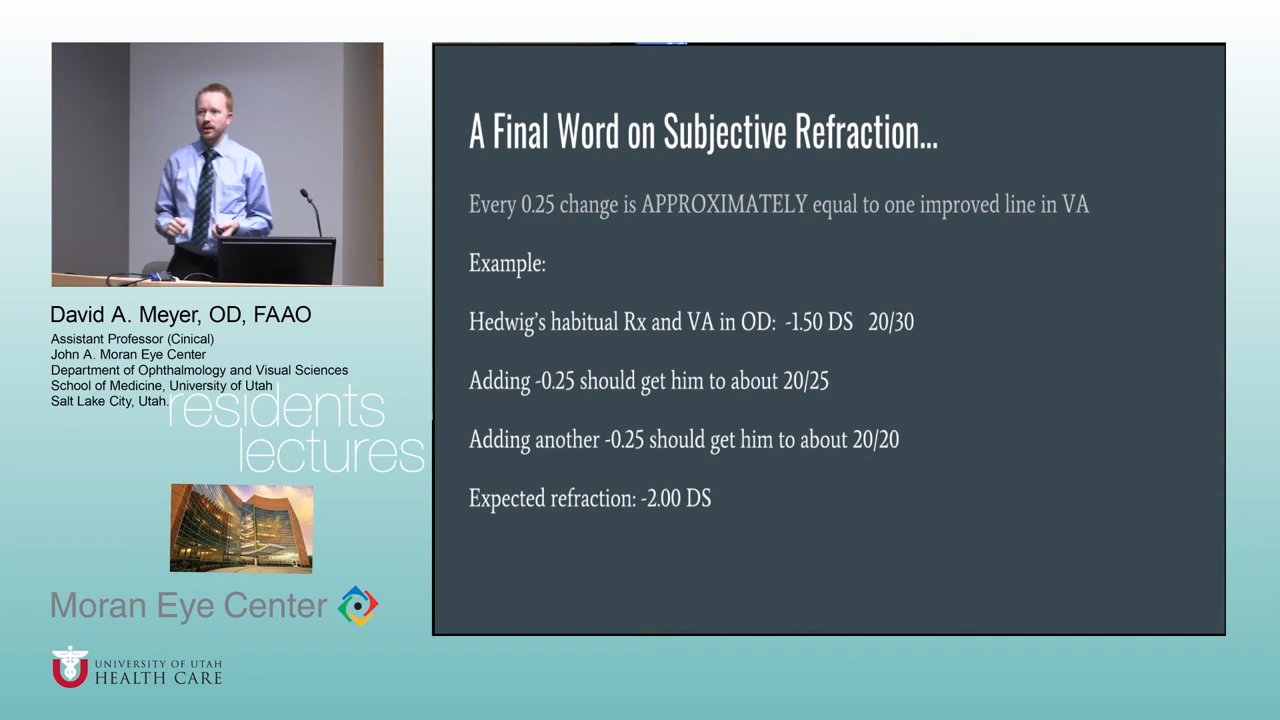 David A. Meyer, OD, FAAO
Assistant Professor (Cinical)
John A. Moran Eye Center
Department of Ophthalmology and Visual Sciences
School of Medicine, University of Utah
Salt Lake City, Utah.
residents
lectures
Moran Eye Center
UNIVERSITY OF UTAH
HEALTH CARE
A Final Word on Subjective Refraction...
Every 0.25 change is APPROXIMATELY equal to one improved line in VA
Example:
Hedwig's habitual Rx and VA in OD: -1.50 DS 20/30
Adding -0.25 should get him to about 20/25
Adding another -0.25 should get him to about 20/20
Expected refraction: -2.00 DS